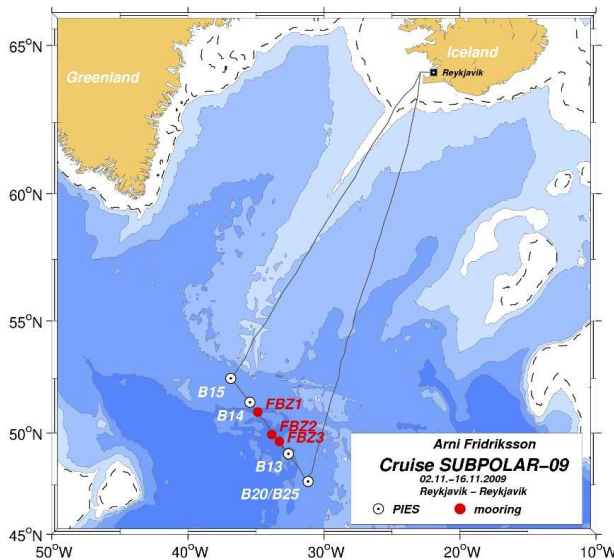 65°N
60°N
55°N
50°N
45°N
50°W
40°W
30°W
20°W
10°W
Greenland
Iceland
Reykjavik
B15
B14
FBZ1
FBZ2
FBZ3
B13
B20/B25
Arni Fridriksson
Cruise SUBPOLAR-09
02.11.-16.11.2009
Reykjavik - Reykjavik
PIES
mooring